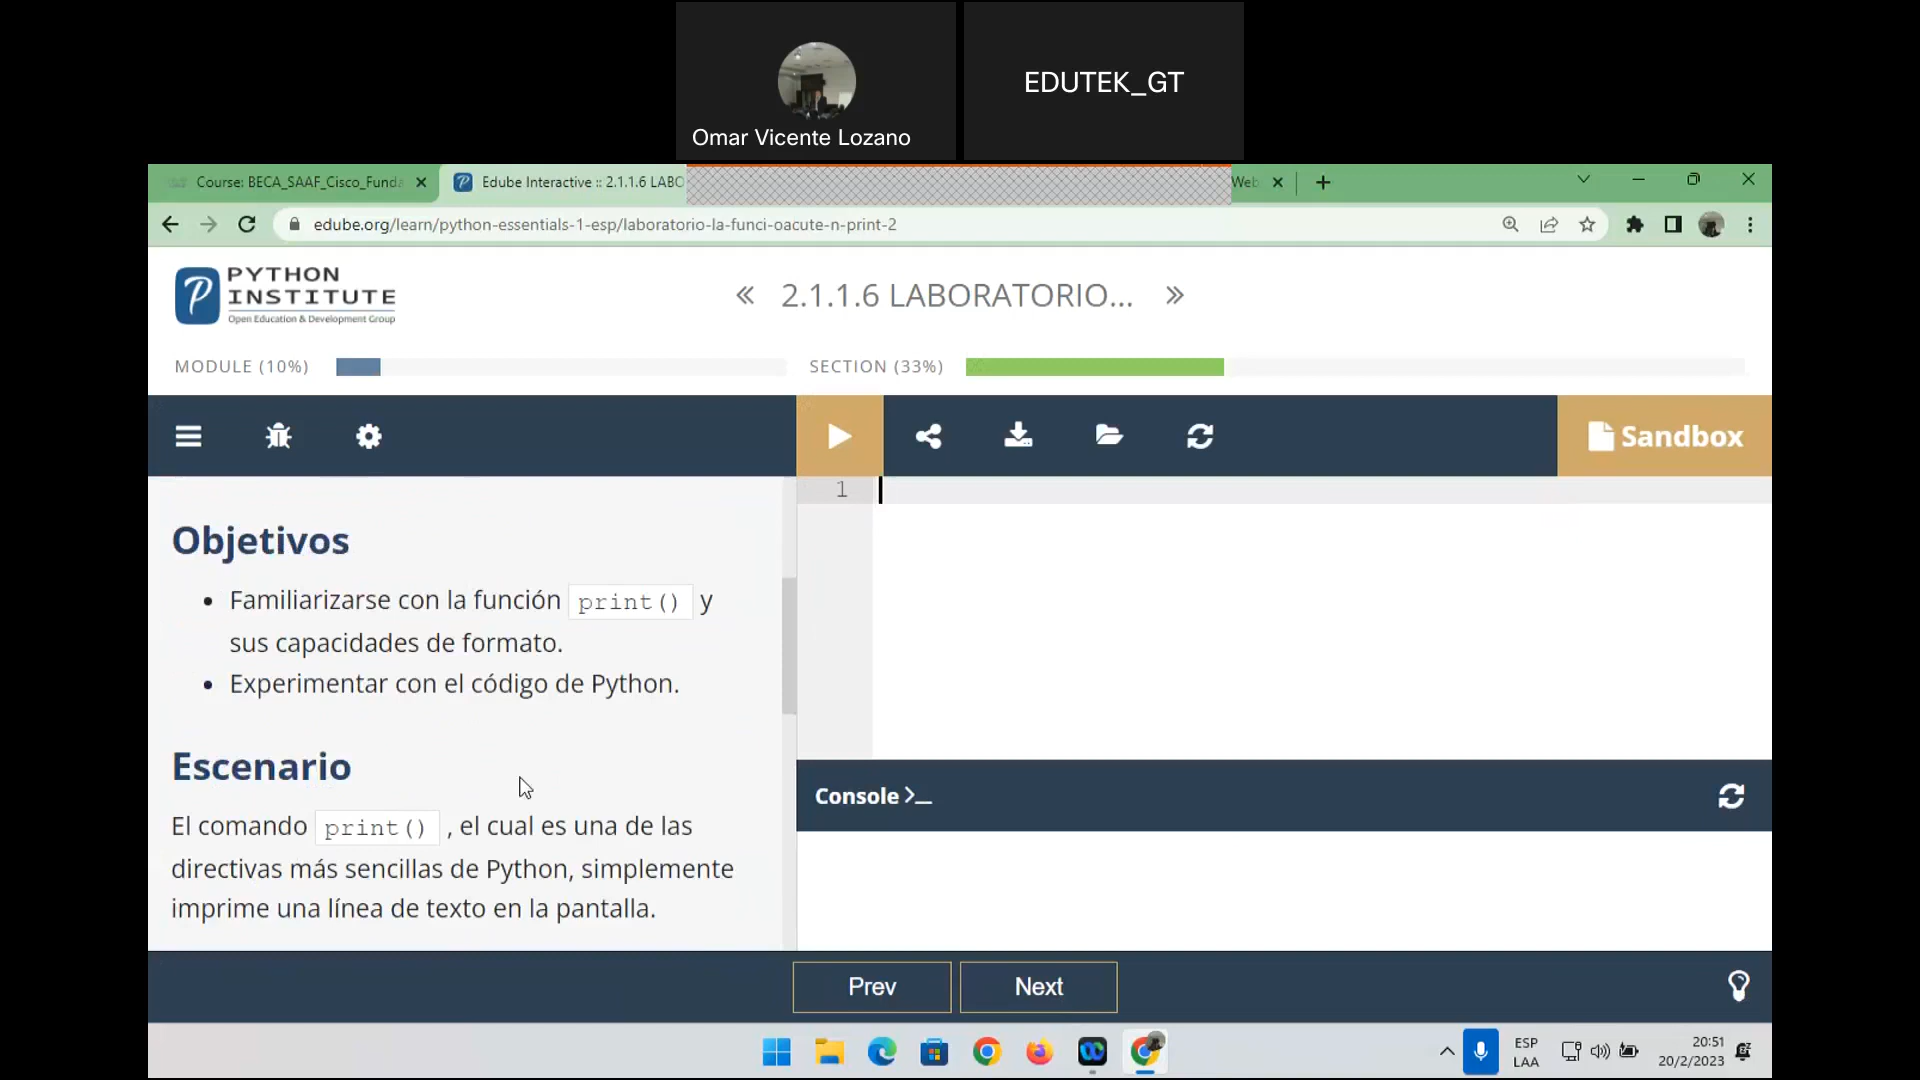 Omar Vicente Lozano
EDUTEK_GT
Course: BECA_SAAF_Cisco_Funda
Edube Interactive :: 2.1.1.6 LABO
Web
edube.org/learn/python-essentials-1-esp/laboratorio-la-funci-oacute-n-print-2
PYTHON
INSTITUTE
Open Education & Development Group
« 2.1.1.6 LABORATORIO... »
MODULE (10%)
SECTION (33%)
Sandbox
1
Objetivos
• Familiarizarse con la función print() y
sus capacidades de formato.
• Experimentar con el código de Python.
Escenario
El comando print() , el cual es una de las
directivas más sencillas de Python, simplemente
imprime una línea de texto en la pantalla.
Console >_
Prev
Next
ESP
LAA
20:51
20/2/2023